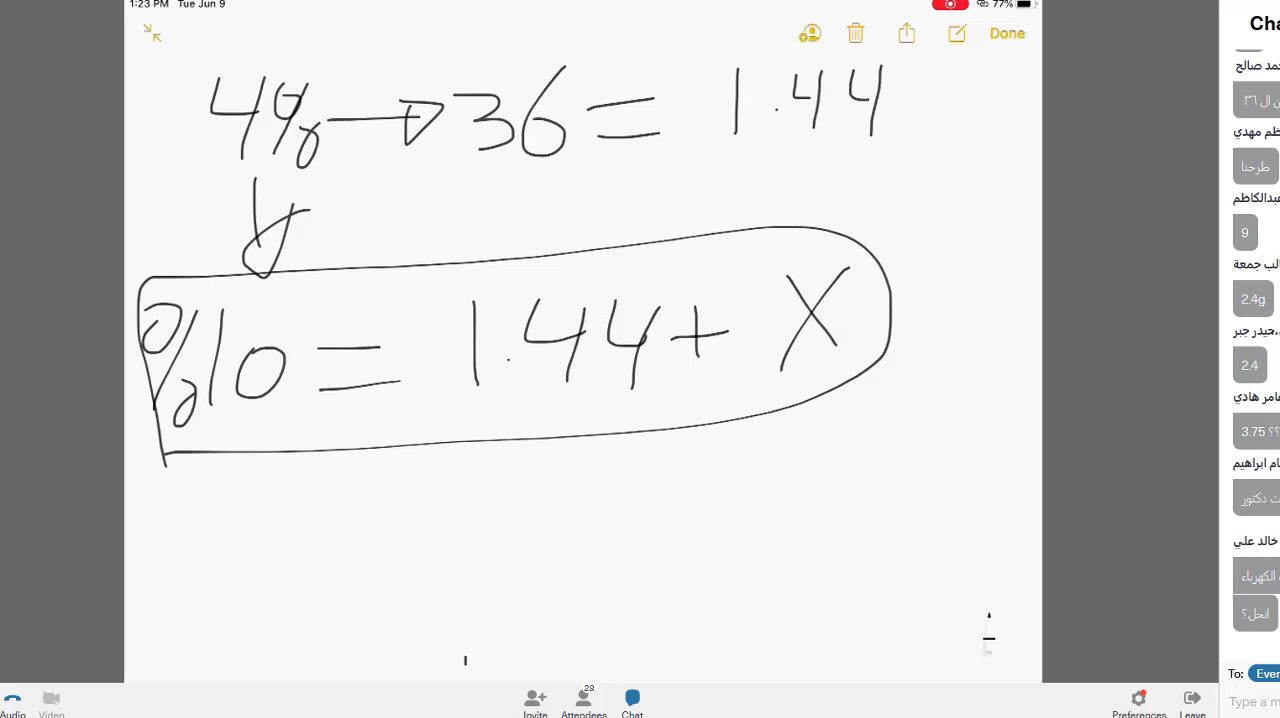 1:23 PM Tue Jun 9
77%
Done
4% → 36 = 1.44
%10 = 1.44 + X
Cha
حمد صالح
ن ال ٣٦
ظم مهدي
طرحنا
عبدالكاظم
9
الب جمعة
2.4g
حيدر جبر,..
2.4
عامر هادي
3.75 ؟؟
ام ابراهيم
ت دكتور
خالد علي
الكهرباء
انحل؟
To: Ever
Type a m
28
Audio
Video
Invite
Attendees
Chat
Preferences
Leave